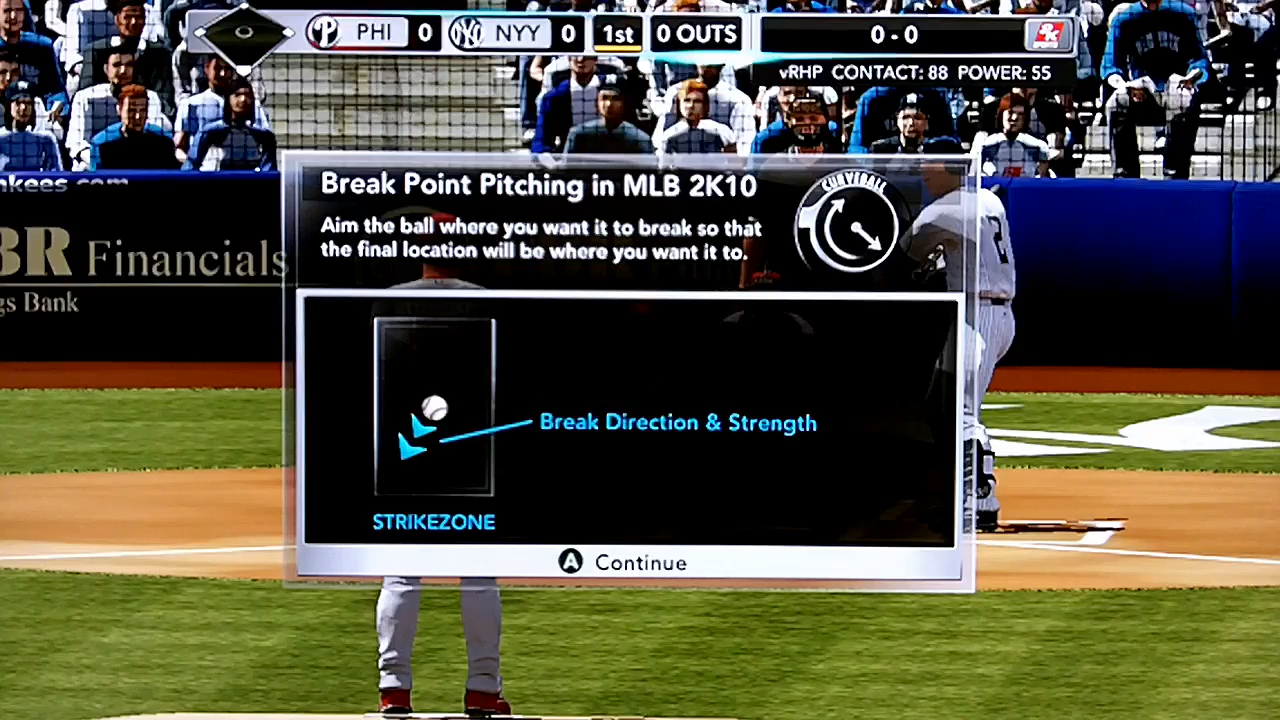 PHI 0 NYY 0 1st 0 OUTS 0 - 0 2K
vRHP CONTACT: 88 POWER: 55
nkees.com
Break Point Pitching in MLB 2K10
CURVEBALL
Aim the ball where you want it to break so that
the final location will be where you want it to.
2
BR Financials
gs Bank
Break Direction & Strength
STRIKEZONE
A Continue